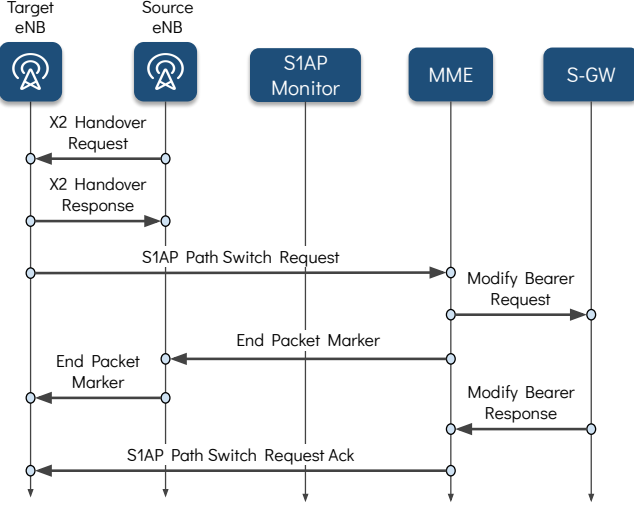 Target
eNB
Source
eNB
S1AP
Monitor
MME
S-GW
X2 Handover
Request
X2 Handover
Response
S1AP Path Switch Request
Modify Bearer
Request
End Packet Marker
End Packet
Marker
Modify Bearer
Response
S1AP Path Switch Request Ack